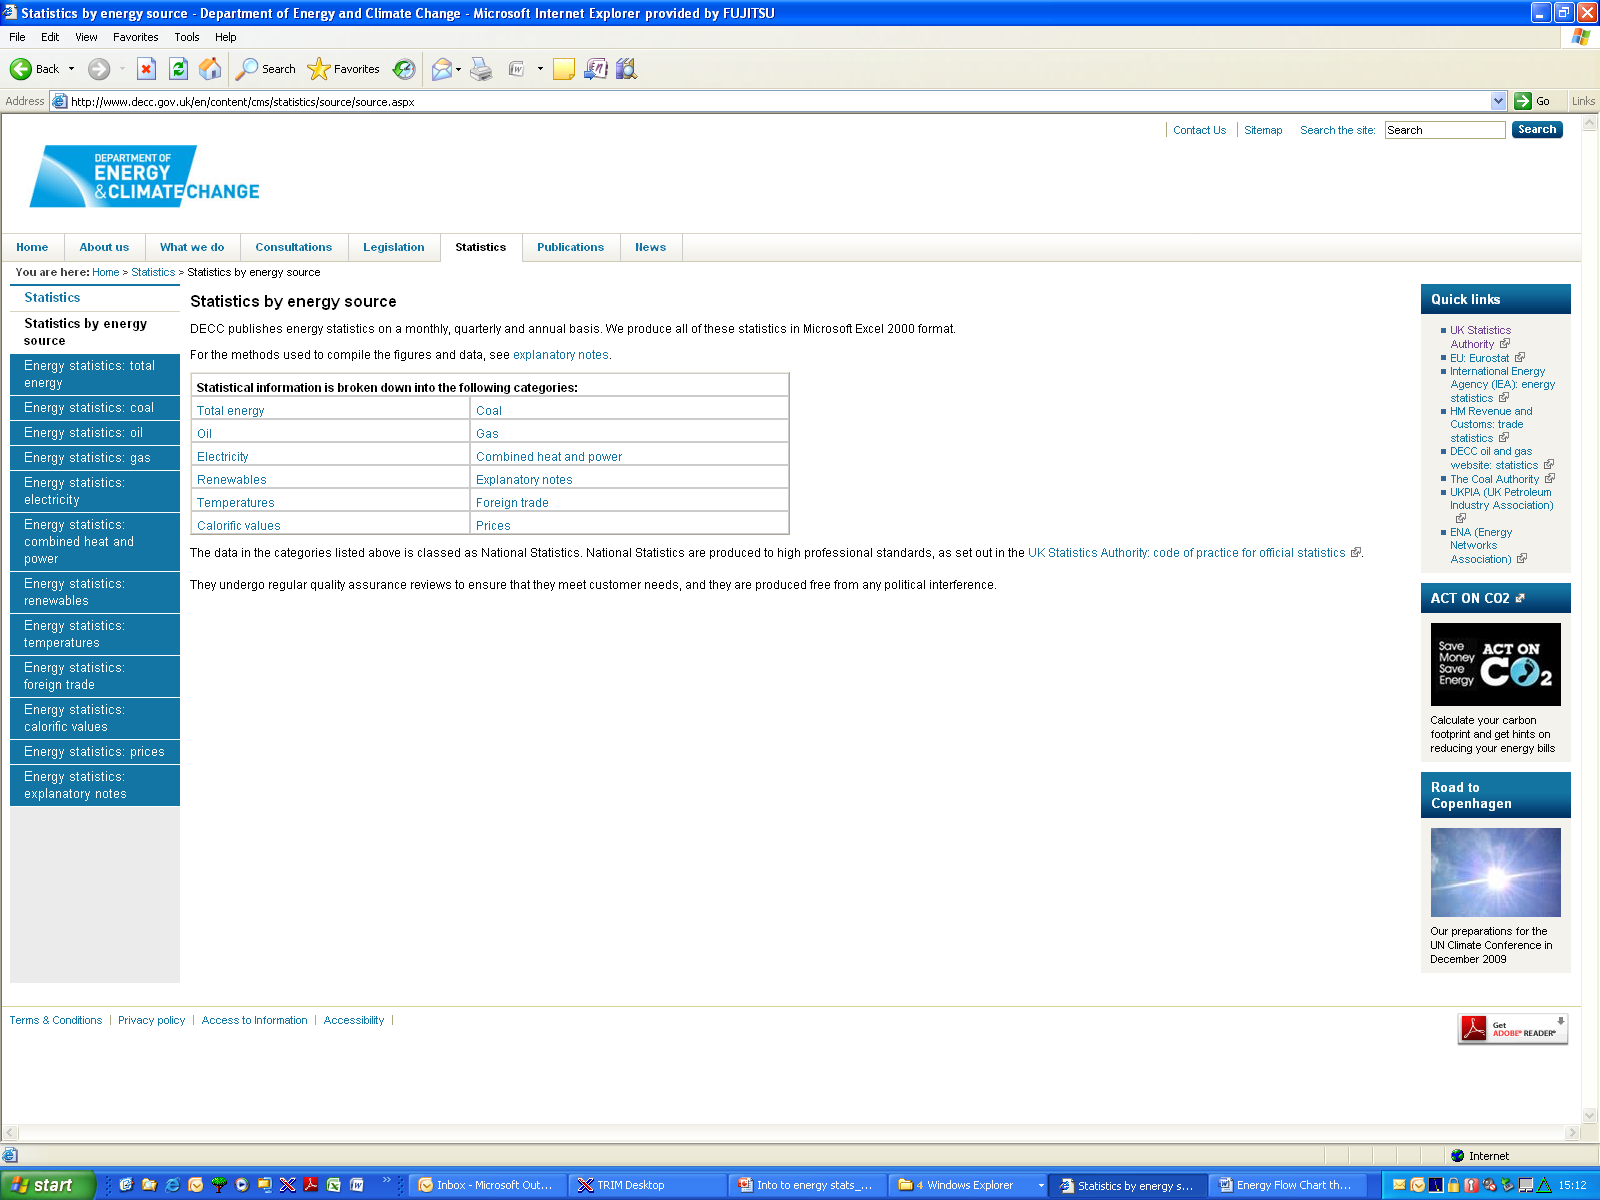 Statistics by energy source - Department of Energy and Climate Change - Microsoft Internet Explorer provided by FUJITSU
File Edit View Favorites Tools Help
Back Search Favorites
Address http://www.decc.gov.uk/en/content/cms/statistics/source/source.aspx Go Links
Contact Us Sitemap Search the site: Search Search
DEPARTMENT OF
ENERGY
&CLIMATE CHANGE
Home About us What we do Consultations Legislation Statistics Publications News
You are here: Home > Statistics > Statistics by energy source
Statistics
Statistics by energy
source
Energy statistics: total
energy
Energy statistics: coal
Energy statistics: oil
Energy statistics: gas
Energy statistics:
electricity
Energy statistics:
combined heat and
power
Energy statistics:
renewables
Energy statistics:
temperatures
Energy statistics:
foreign trade
Energy statistics:
calorific values
Energy statistics: prices
Energy statistics:
explanatory notes
Statistics by energy source
DECC publishes energy statistics on a monthly, quarterly and annual basis. We produce all of these statistics in Microsoft Excel 2000 format.
For the methods used to compile the figures and data, see explanatory notes.
Statistical information is broken down into the following categories:
Total energy Coal
Oil Gas
Electricity Combined heat and power
Renewables Explanatory notes
Temperatures Foreign trade
Calorific values Prices
The data in the categories listed above is classed as National Statistics. National Statistics are produced to high professional standards, as set out in the UK Statistics Authority: code of practice for official statistics.
They undergo regular quality assurance reviews to ensure that they meet customer needs, and they are produced free from any political interference.
Quick links
UK Statistics
Authority
EU: Eurostat
International Energy
Agency (IEA): energy
statistics
HM Revenue and
Customs: trade
statistics
DECC oil and gas
website: statistics
The Coal Authority
UKPIA (UK Petroleum
Industry Association)
ENA (Energy
Networks
Association)
ACT ON CO2
Save
Money
Save
Energy
ACT ON
CO2
Calculate your carbon
footprint and get hints on
reducing your energy bills
Road to
Copenhagen
Our preparations for the
UN Climate Conference in
December 2009
Terms & Conditions | Privacy policy | Access to Information | Accessibility |
Get
ADOBE® READER®
Internet
start Inbox - Microsoft Out... TRIM Desktop Into to energy stats_... 4 Windows Explorer Statistics by energy s... Energy Flow Chart th... 15:12